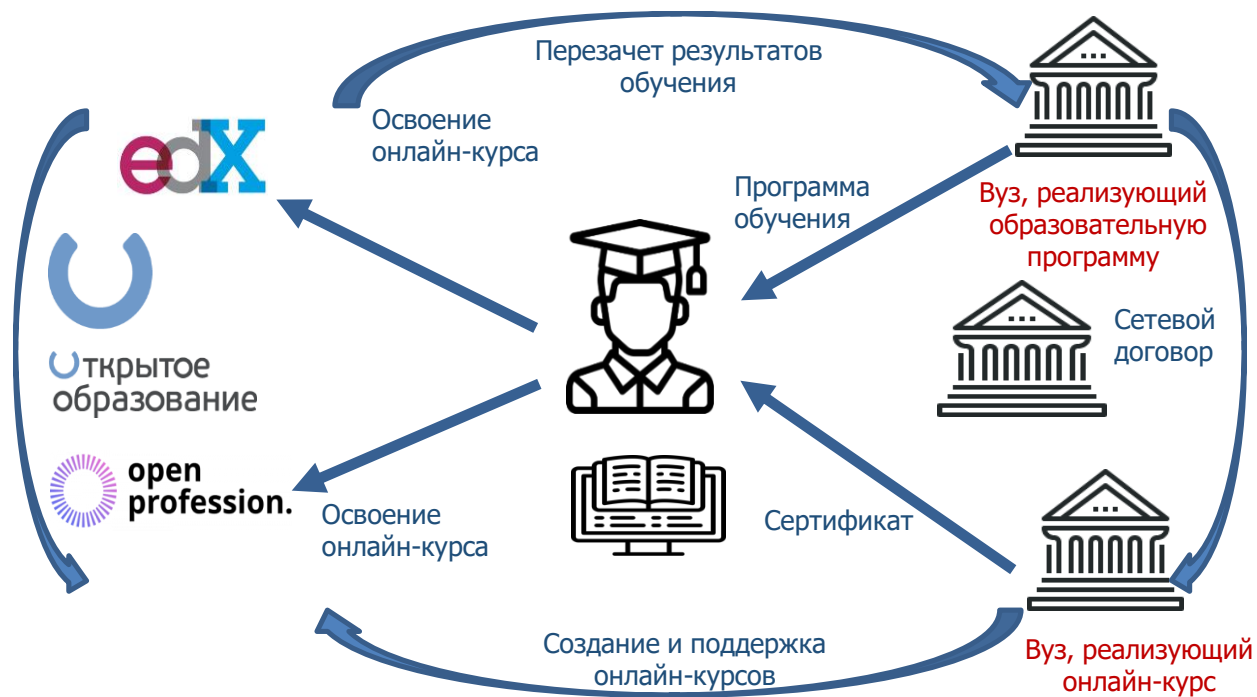 Перезачет результатов
обучения
Освоение
онлайн-курса
edX
Программа
обучения
Вуз, реализующий
образовательную
программу
Сетевой
договор
Открытое
образование
open
profession.
Освоение
онлайн-курса
Сертификат
Создание и поддержка
онлайн-курсов
Вуз, реализующий
онлайн-курс